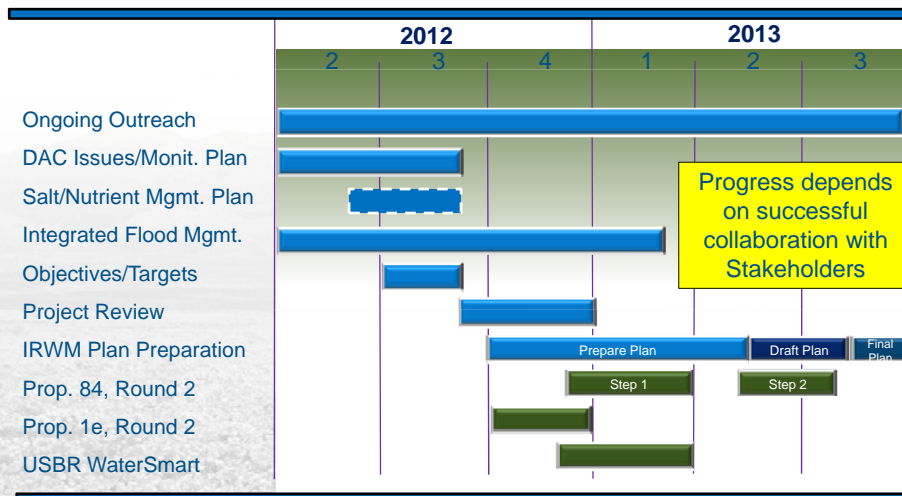 2012 2013
2 3 4 1 2 3
Ongoing Outreach
DAC Issues/Monit. Plan
Salt/Nutrient Mgmt. Plan
Integrated Flood Mgmt.
Objectives/Targets
Project Review
IRWM Plan Preparation
Prop. 84, Round 2
Prop. 1e, Round 2
USBR WaterSmart
Progress depends
on successful
collaboration with
Stakeholders
Prepare Plan Draft Plan Final
Plan
Step 1 Step 2